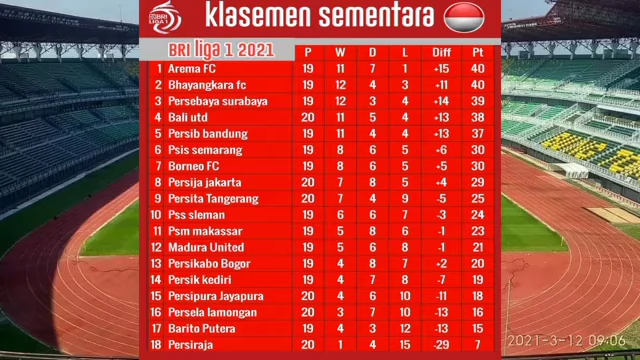 BRI LIGA 1
klasemen sementara
BRI liga 1 2021 P W D L Diff Pt
1 Arema FC 19 11 7 1 +15 40
2 Bhayangkara fc 19 12 4 3 +11 40
3 Persebaya surabaya 19 12 3 4 +14 39
4 Bali utd 20 11 5 4 +13 38
5 Persib bandung 19 11 4 4 +13 37
6 Psis semarang 19 8 6 5 +6 30
7 Borneo FC 19 8 6 5 +5 30
8 Persija jakarta 20 7 8 5 +4 29
9 Persita Tangerang 20 7 4 9 -5 25
10 Pss sleman 19 6 6 7 -3 24
11 Psm makassar 19 5 8 6 -1 23
12 Madura United 19 5 6 8 -1 21
13 Persikabo Bogor 19 4 8 7 +2 20
14 Persik kediri 19 4 7 8 -7 19
15 Persipura Jayapura 20 4 6 10 -11 18
16 Persela lamongan 20 3 7 10 -13 16
17 Barito Putera 19 4 3 12 -13 15
18 Persiraja 20 1 4 15 -29 7
2021-3-12 09:06